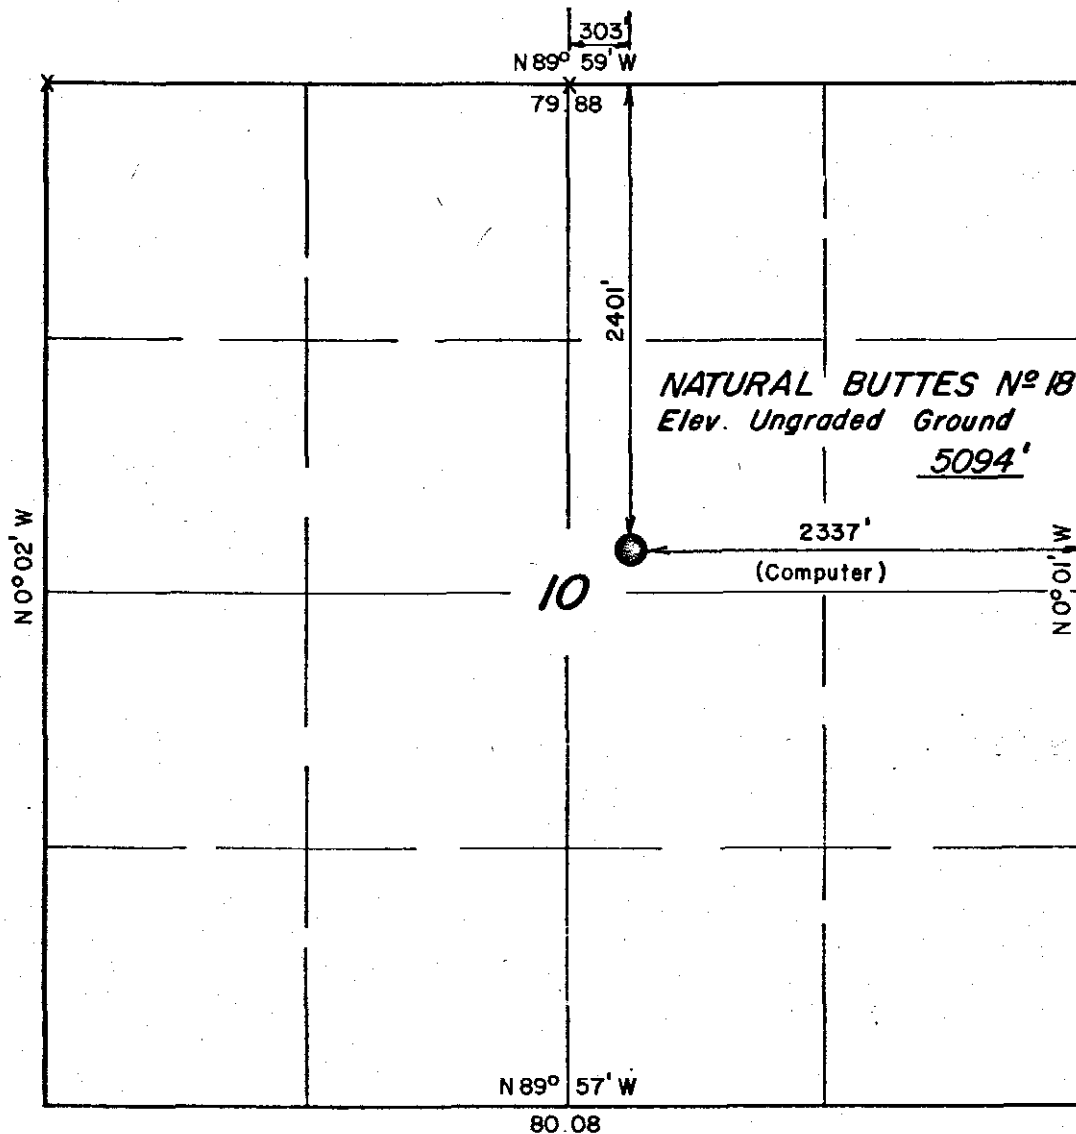 303'
N 89° 59' W
79.88
2401'
NATURAL BUTTES Nº 18
Elev. Ungraded Ground
5094'
2337'
(Computer)
10
N 0° 02' W
N 0° 01' W
N 89° 57' W
80.08